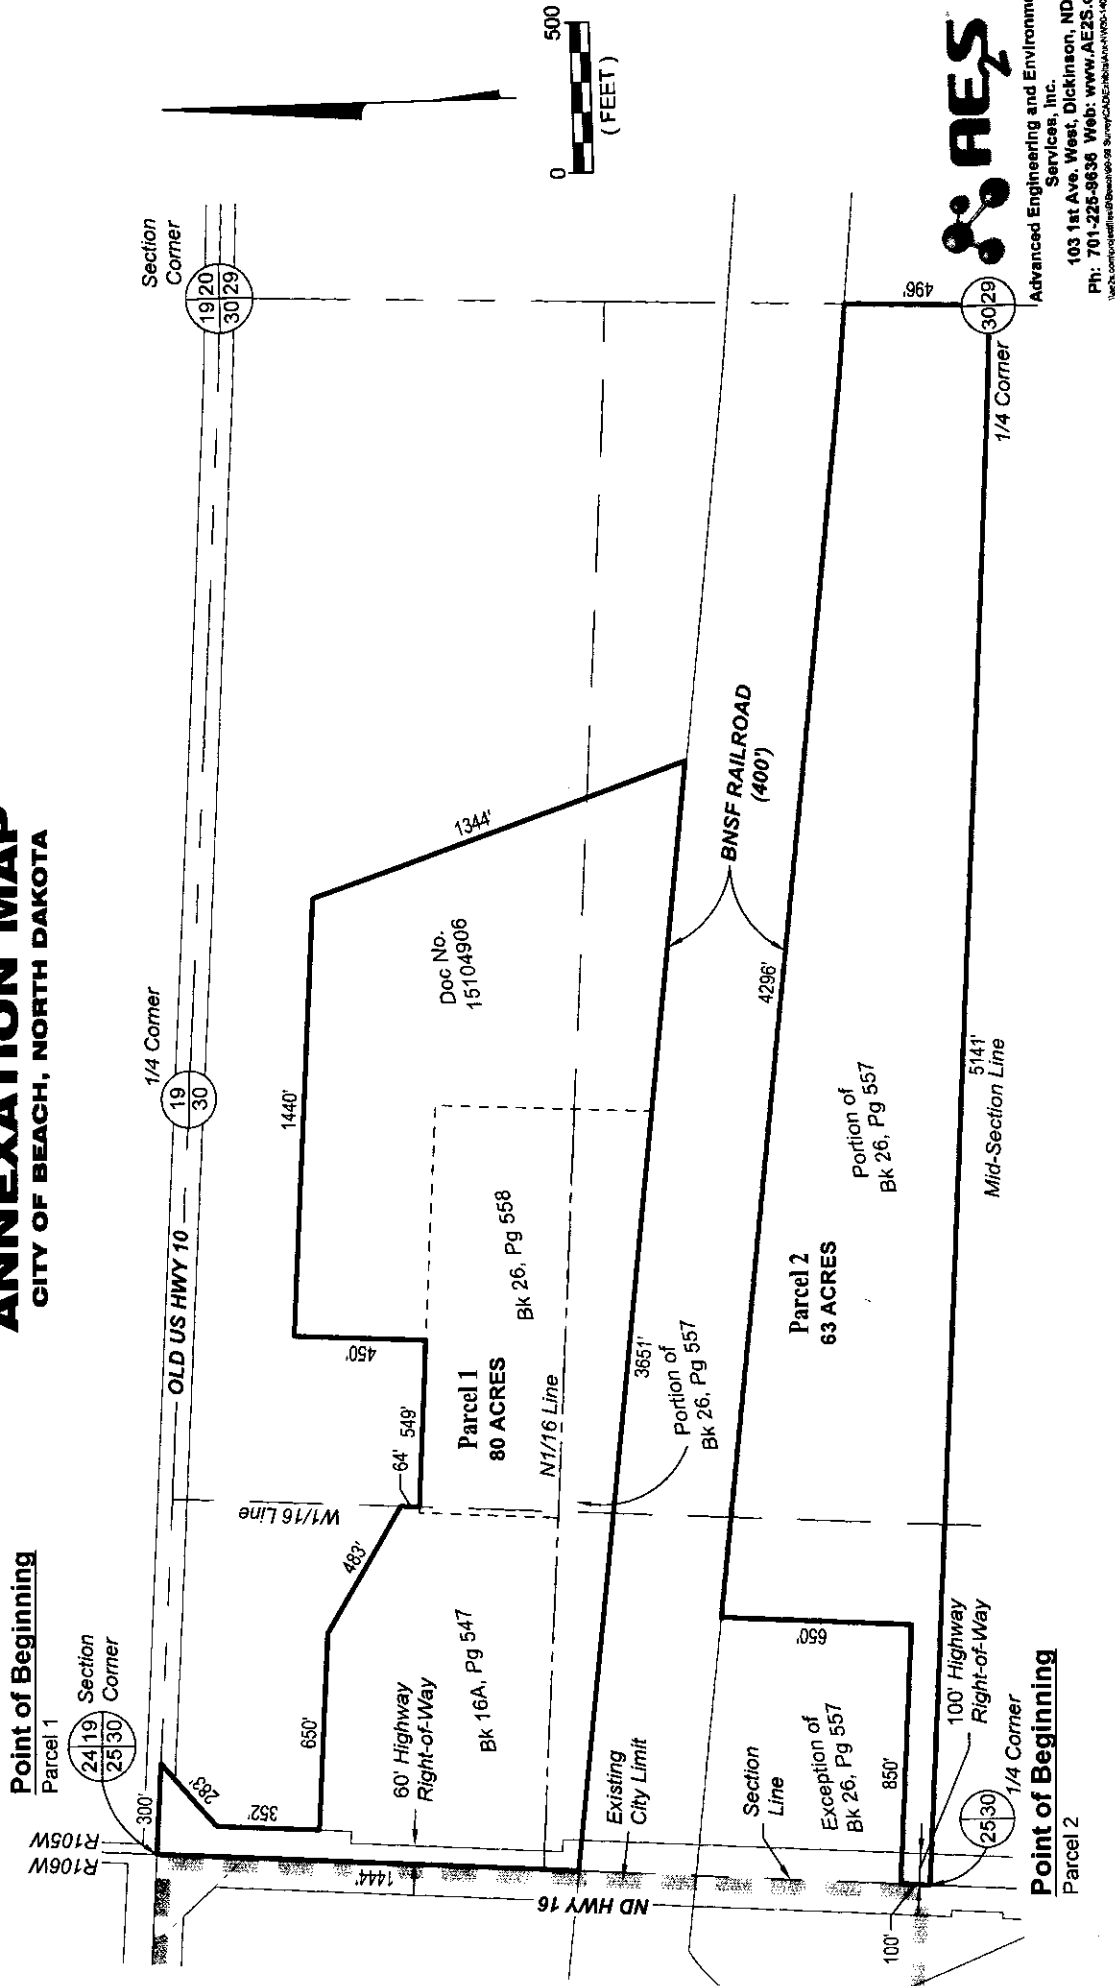 ANNEXATION MAP
CITY OF BEACH, NORTH DAKOTA
Point of Beginning
Parcel 1
24 19
25 30
Section
Corner
R106W
R105W
300'
283'
352'
650'
483'
64'
549'
450'
1440'
1344'
1444'
3651'
OLD US HWY 10
19
30
1/4 Corner
19 20
30 29
Section
Corner
W1/16 Line
N1/16 Line
60' Highway
Right-of-Way
Bk 16A, Pg 547
Parcel 1
80 ACRES
Bk 26, Pg 558
Doc No.
15104906
Portion of
Bk 26, Pg 557
BNSF RAILROAD
(400')
Existing
City Limit
Section
Line
ND HWY 16
Exception of
Bk 26, Pg 557
650'
850'
100'
100' Highway
Right-of-Way
25 30
1/4 Corner
Point of Beginning
Parcel 2
Parcel 2
63 ACRES
Portion of
Bk 26, Pg 557
4296'
5141'
Mid-Section Line
496'
30 29
1/4 Corner
0
500
( FEET )
AE2S
Advanced Engineering and Environme
Services, Inc.
103 1st Ave. West, Dickinson, ND
Ph: 701-225-9636 Web: www.AE2S.c